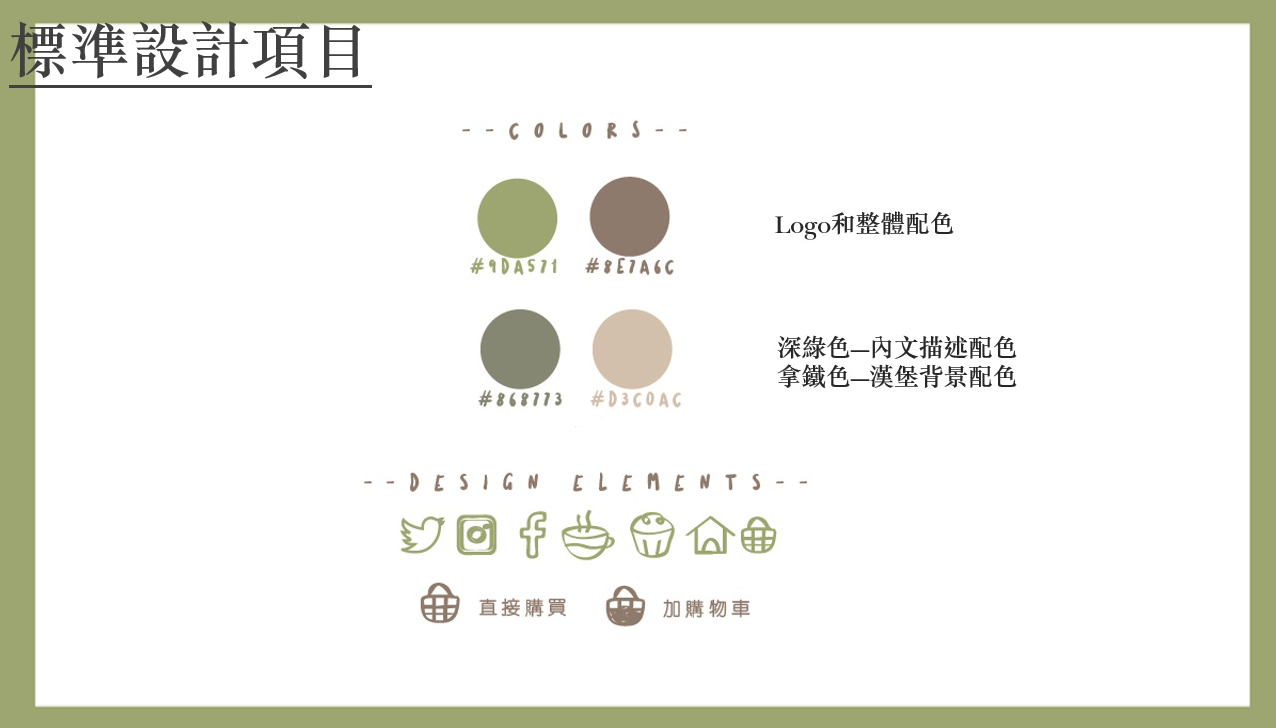 標準設計項目
--COLORS--
#9DA571 #8E7A6C
Logo和整體配色
#868773 #D3C0AC
深綠色—內文描述配色
拿鐵色—漢堡背景配色
--DESIGN ELEMENTS--
直接購買 加購物車